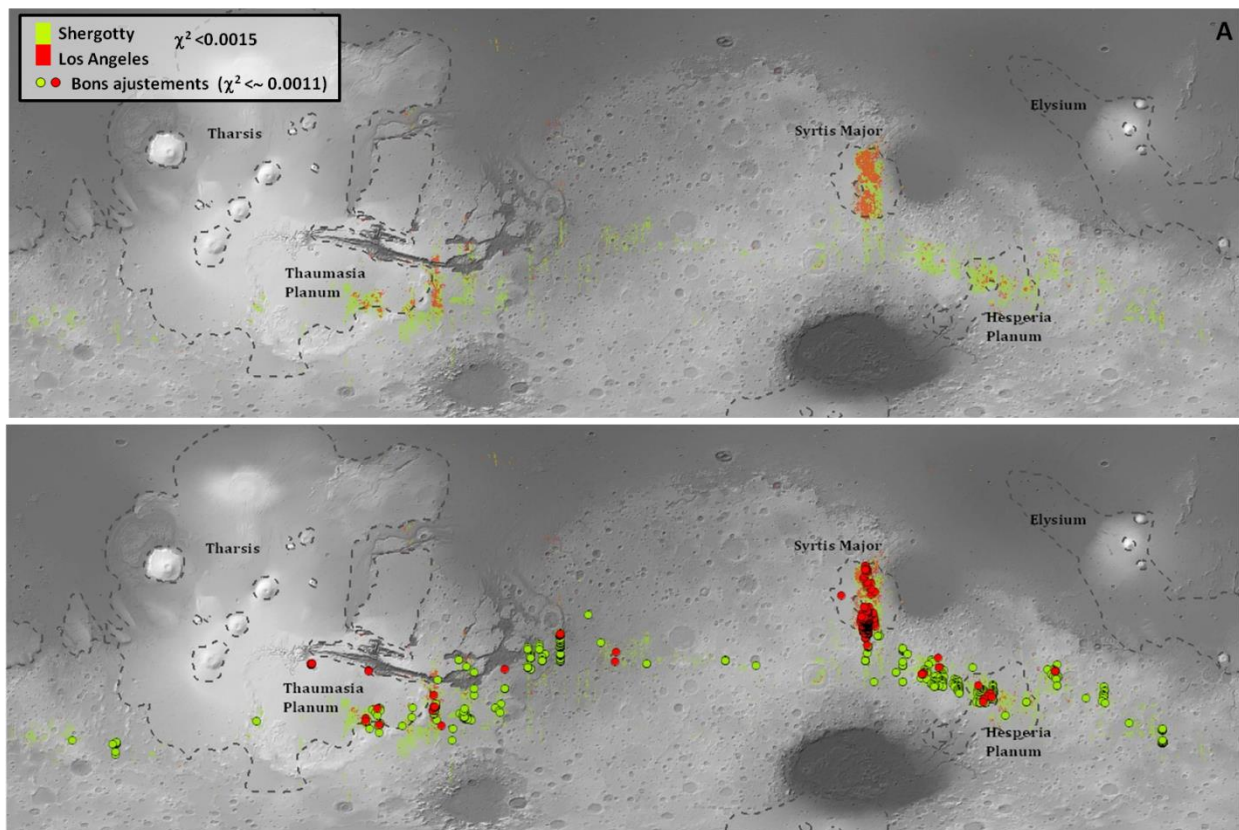 Shergotty χ² <0.0015
Los Angeles
Bons ajustements (χ² <~ 0.0011)
A
Tharsis
Elysium
Syrtis Major
Thaumasia
Planum
Hesperia
Planum
Tharsis
Elysium
Syrtis Major
Thaumasia
Planum
Hesperia
Planum